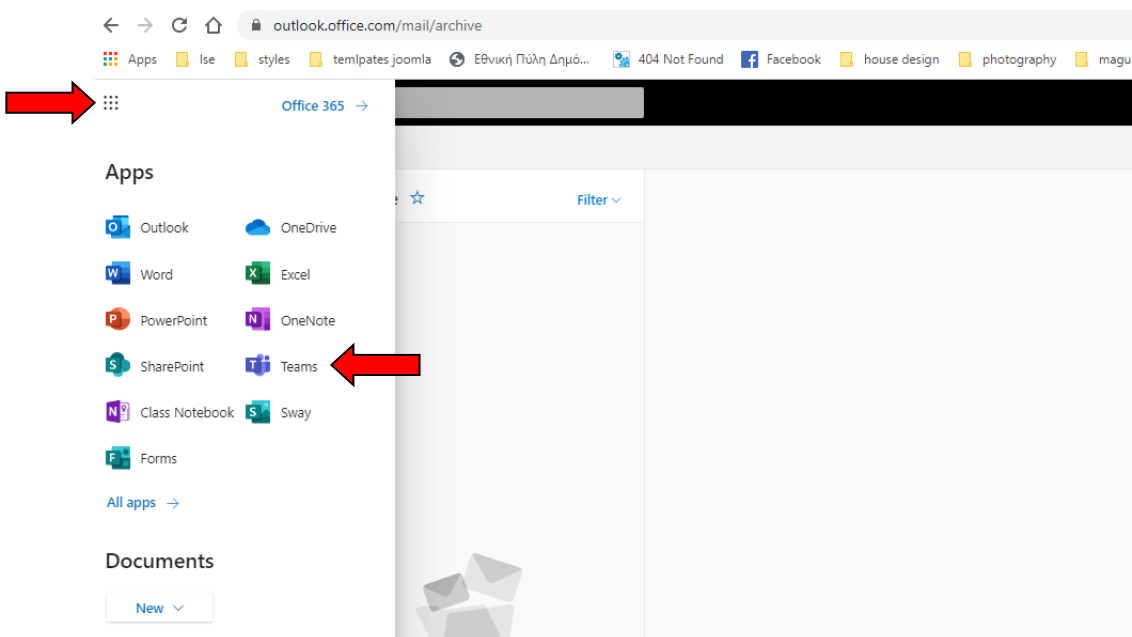 outlook.office.com/mail/archive
Apps lse styles temlpates joomla Εθνική Πύλη Δημό... 404 Not Found Facebook house design photography magu
Office 365 →
Apps
Filter
Outlook OneDrive
Word Excel
PowerPoint OneNote
SharePoint Teams
Class Notebook Sway
Forms
All apps →
Documents
New